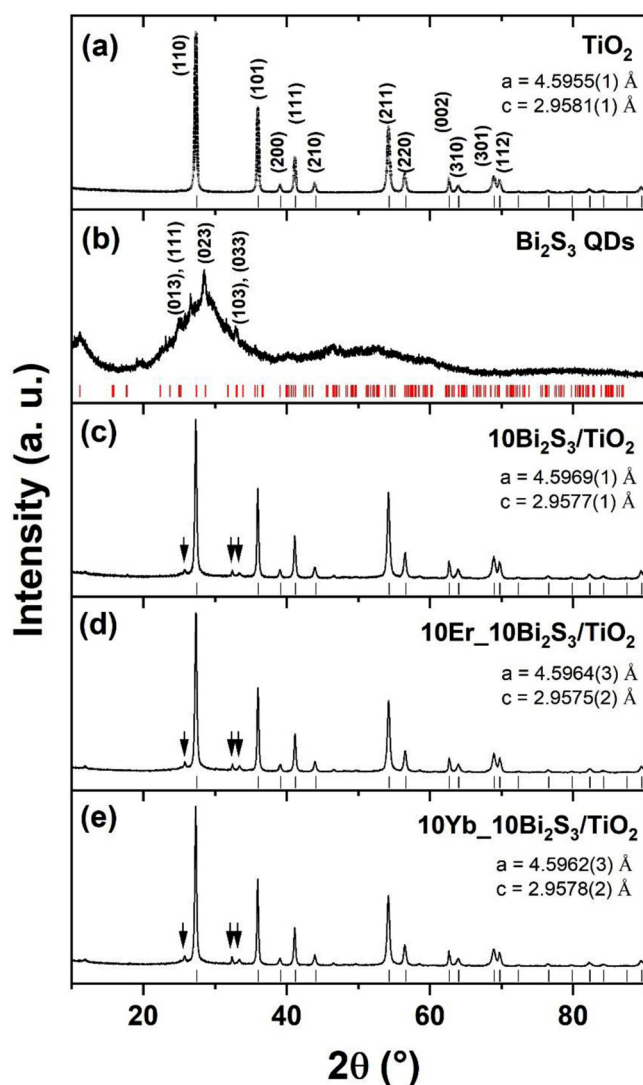 Intensity (a. u.)
(a)
TiO₂
a = 4.5955(1) Å
c = 2.9581(1) Å
(110)
(101)
(200)
(111)
(210)
(211)
(220)
(002)
(310)
(301)
(112)
(b)
Bi₂S₃ QDs
(013), (111)
(023)
(103), (033)
(c)
10Bi₂S₃/TiO₂
a = 4.5969(1) Å
c = 2.9577(1) Å
(d)
10Er_10Bi₂S₃/TiO₂
a = 4.5964(3) Å
c = 2.9575(2) Å
(e)
10Yb_10Bi₂S₃/TiO₂
a = 4.5962(3) Å
c = 2.9578(2) Å
20 40 60 80
2θ (°)